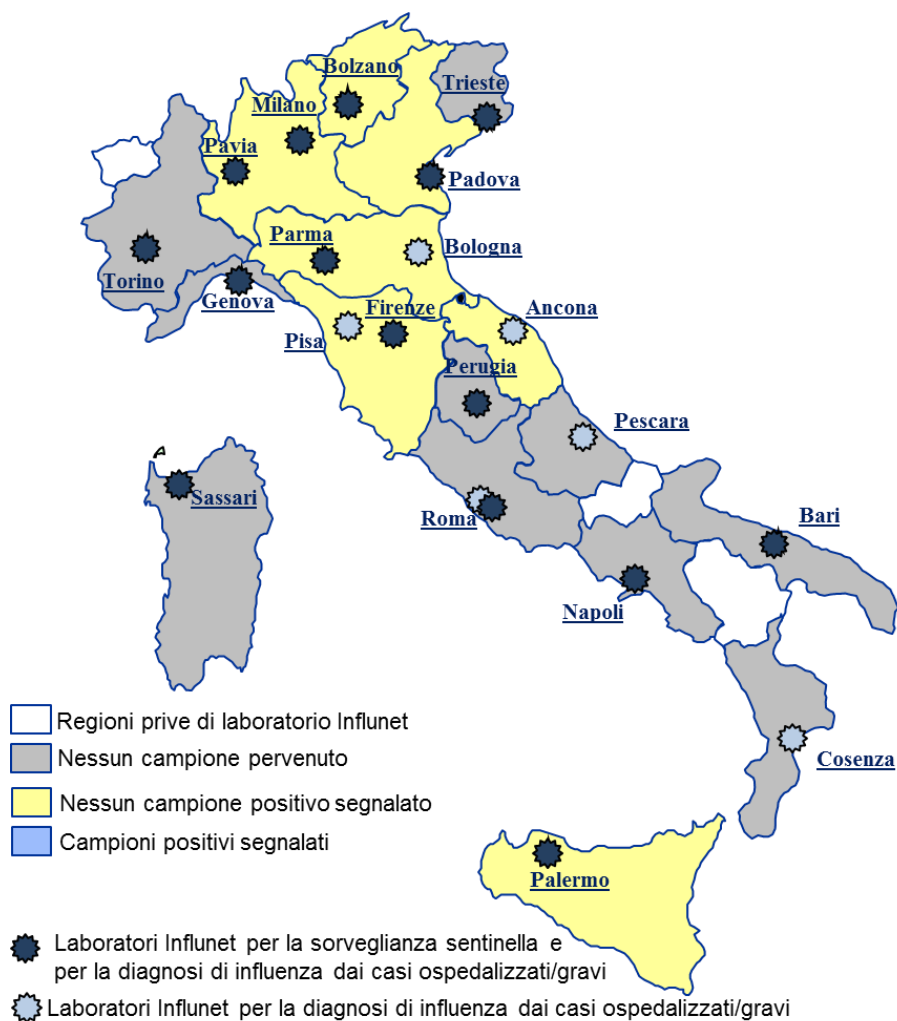 Bolzano
Trieste
Milano
Pavia
Padova
Parma
Bologna
Torino
Genova
Firenze
Ancona
Pisa
Perugia
Pescara
Sassari
Roma
Bari
Napoli
Cosenza
Palermo
Regioni prive di laboratorio Influnet
Nessun campione pervenuto
Nessun campione positivo segnalato
Campioni positivi segnalati
Laboratori Influnet per la sorveglianza sentinella e
per la diagnosi di influenza dai casi ospedalizzati/gravi
Laboratori Influnet per la diagnosi di influenza dai casi ospedalizzati/gravi